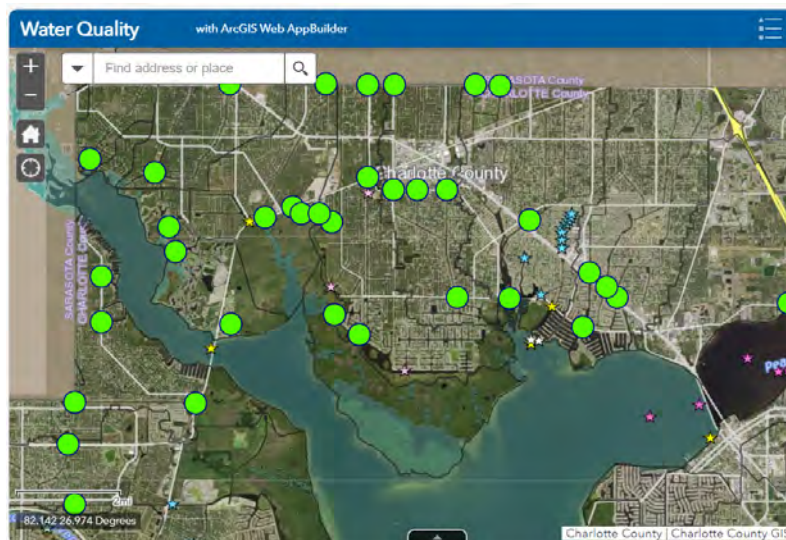 Water Quality
with ArcGIS Web AppBuilder
+
Find address or place
−
SARASOTA County
CHARLOTTE County
Charlotte County
SARASOTA County
CHARLOTTE County
Pea
2mi
82.142 26.974 Degrees
Charlotte County | Charlotte County GIS